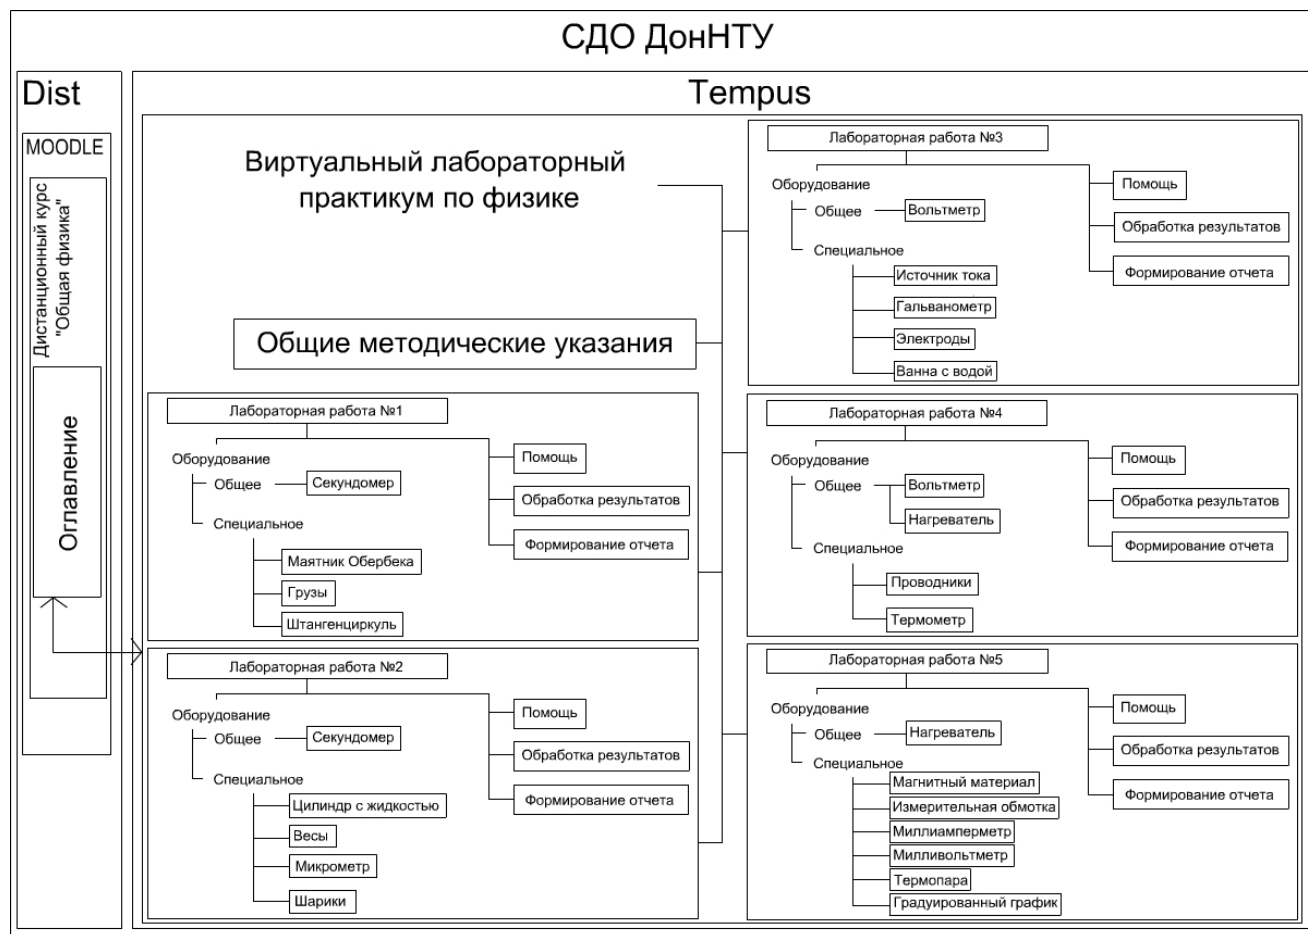 СДО ДонНТУ
Dist
MOODLE
Дистанционный курс
"Общая физика"
Оглавление
Tempus
Виртуальный лабораторный
практикум по физике
Общие методические указания
Лабораторная работа №1
Оборудование
Общее
Секундомер
Специальное
Маятник Обербека
Грузы
Штангенциркуль
Помощь
Обработка результатов
Формирование отчета
Лабораторная работа №2
Оборудование
Общее
Секундомер
Специальное
Цилиндр с жидкостью
Весы
Микрометр
Шарики
Помощь
Обработка результатов
Формирование отчета
Лабораторная работа №3
Оборудование
Общее
Вольтметр
Специальное
Источник тока
Гальванометр
Электроды
Ванна с водой
Помощь
Обработка результатов
Формирование отчета
Лабораторная работа №4
Оборудование
Общее
Вольтметр
Нагреватель
Специальное
Проводники
Термометр
Помощь
Обработка результатов
Формирование отчета
Лабораторная работа №5
Оборудование
Общее
Нагреватель
Специальное
Магнитный материал
Измерительная обмотка
Миллиамперметр
Милливольтметр
Термопара
Градуированный график
Помощь
Обработка результатов
Формирование отчета